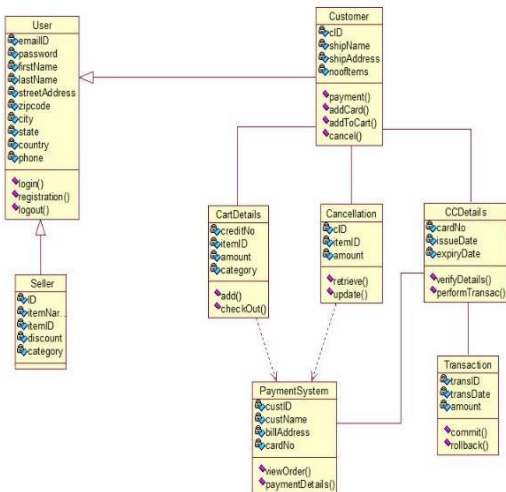 User
emailID
password
firstName
lastName
streetAddress
zipcode
city
state
country
phone
login()
registration()
logout()
Customer
cID
shipName
shipAddress
noofItems
payment()
addCard()
addToCart()
cancel()
CartDetails
creditNo
itemID
amount
category
add()
checkOut()
Cancellation
cID
itemID
amount
retrieve()
update()
CCDetails
cardNo
issueDate
expiryDate
verifyDetails()
performTransac()
Seller
ID
itemNar...
itemID
discount
category
PaymentSystem
custID
custName
billAddress
cardNo
viewOrder()
paymentDetails()
Transaction
transID
transDate
amount
commit()
rollback()